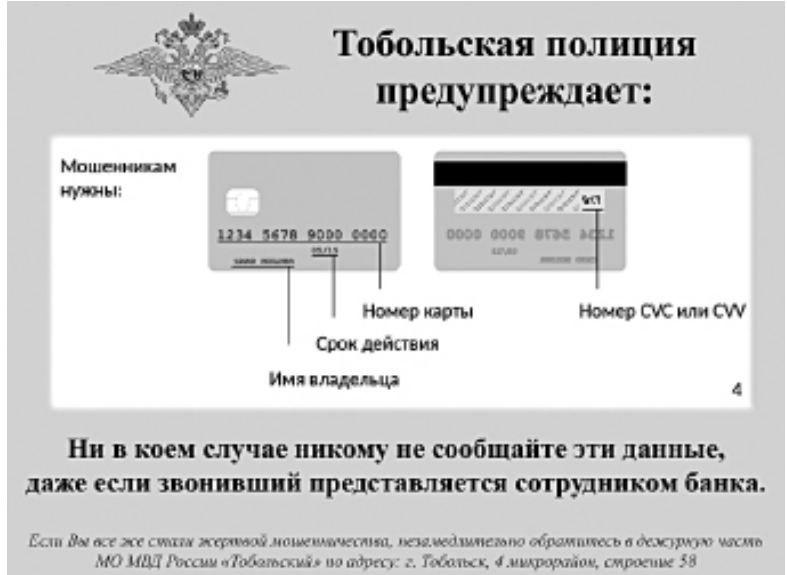 Тобольская полиция
предупреждает:
Мошенникам
нужны:
1234 5678 9000 0000
Номер карты
Номер CVC или CVV
Срок действия
Имя владельца
4
Ни в коем случае никому не сообщайте эти данные,
даже если звонивший представляется сотрудником банка.
Если Вы все же стали жертвой мошенничества, незамедлительно обратитесь в дежурную часть
МО МВД России «Тобольский» по адресу: г. Тобольск, 4 микрорайон, строение 58